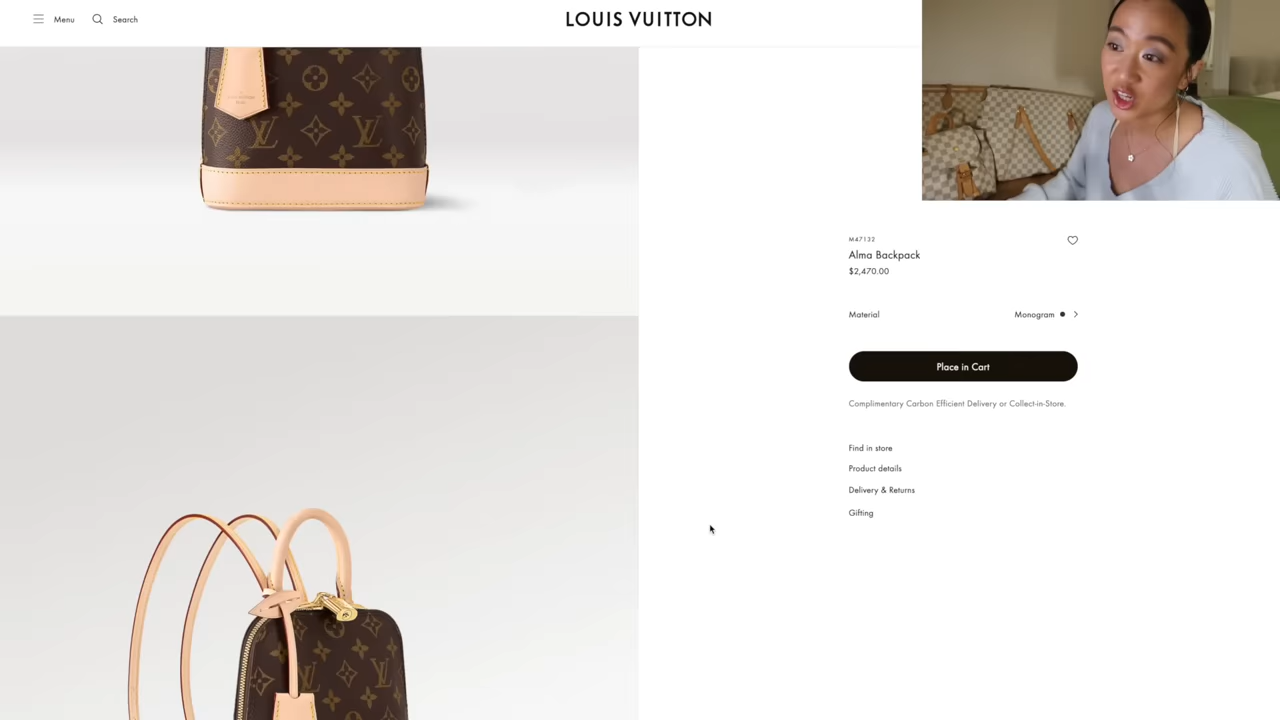 Menu
Search
LOUIS VUITTON
M47132
Alma Backpack
$2,470.00
Material
Monogram
Place in Cart
Complimentary Carbon Efficient Delivery or Collect-in-Store.
Find in store
Product details
Delivery & Returns
Gifting